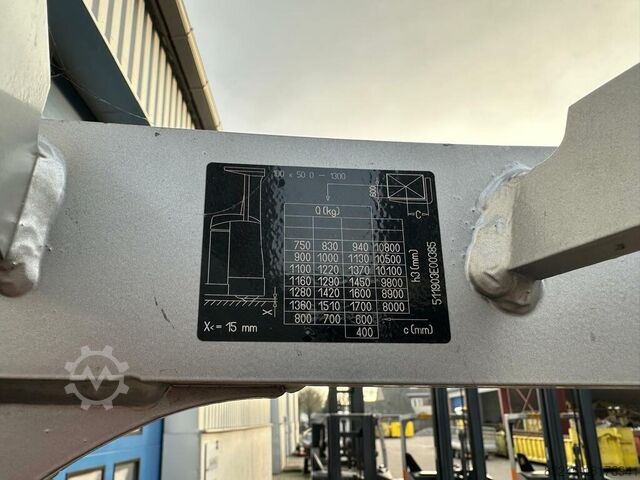 100 x 50 0 - 1300
600
C
Q (kg)
750 830 940 10800
900 1000 1130 10500
1100 1220 1370 10100
1160 1290 1450 9800
1280 1420 1600 8900
1360 1510 1700 8000
800 700 600
400
h3 (mm)
c (mm)
X
X <= 15 mm
511903E00385